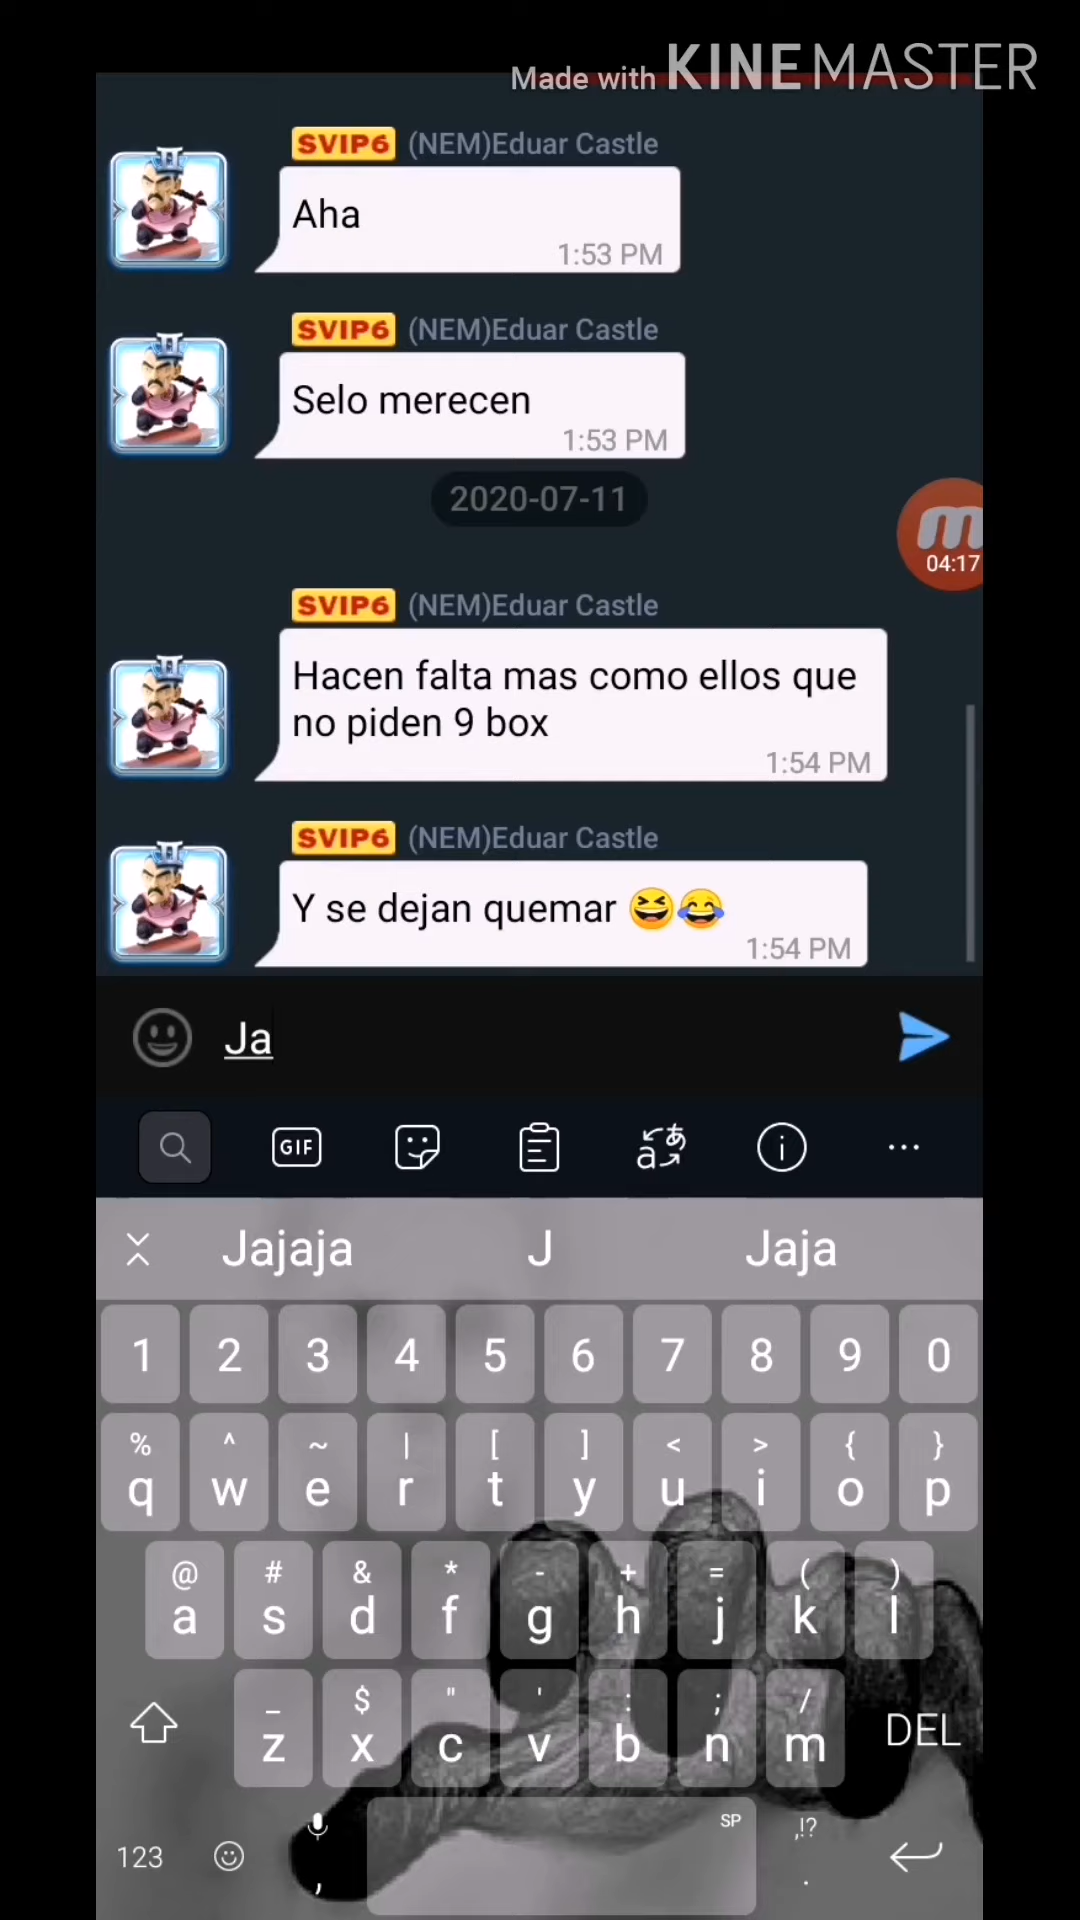 Made with KINEMASTER
SVIP6 (NEM)Eduar Castle
Aha
1:53 PM
SVIP6 (NEM)Eduar Castle
Selo merecen
1:53 PM
2020-07-11
04:17
SVIP6 (NEM)Eduar Castle
Hacen falta mas como ellos que
no piden 9 box
1:54 PM
SVIP6 (NEM)Eduar Castle
Y se dejan quemar 😆😂
1:54 PM
Ja
GIF
Jajaja J Jaja
1 2 3 4 5 6 7 8 9 0
% ^ ~ | [ ] < > { }
q w e r t y u i o p
@ # & * - + = ( )
a s d f g h j k l
_ $ " ' : ; /
z x c v b n m DEL
SP ,!?
123 , .